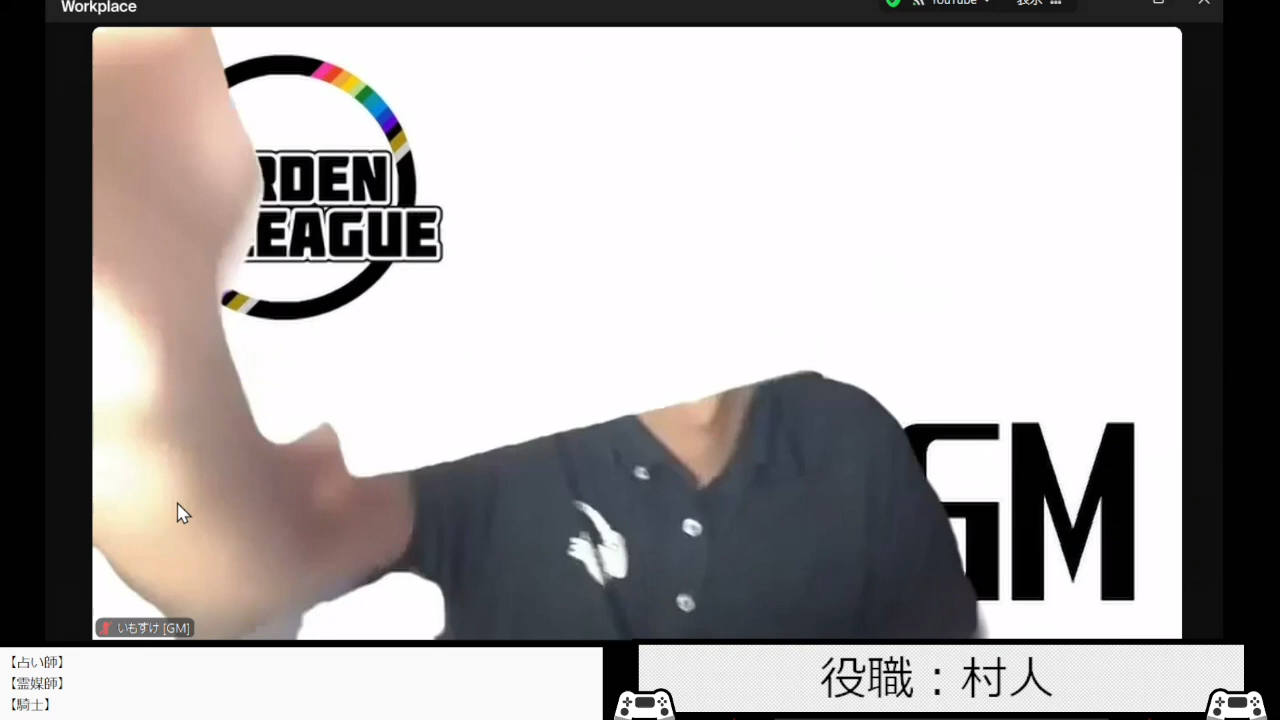 Workplace
YouTube
表示
RDEN
LEAGUE
GM
いもすけ [GM]
【占い師】
【霊媒師】
【騎士】
役職：村人